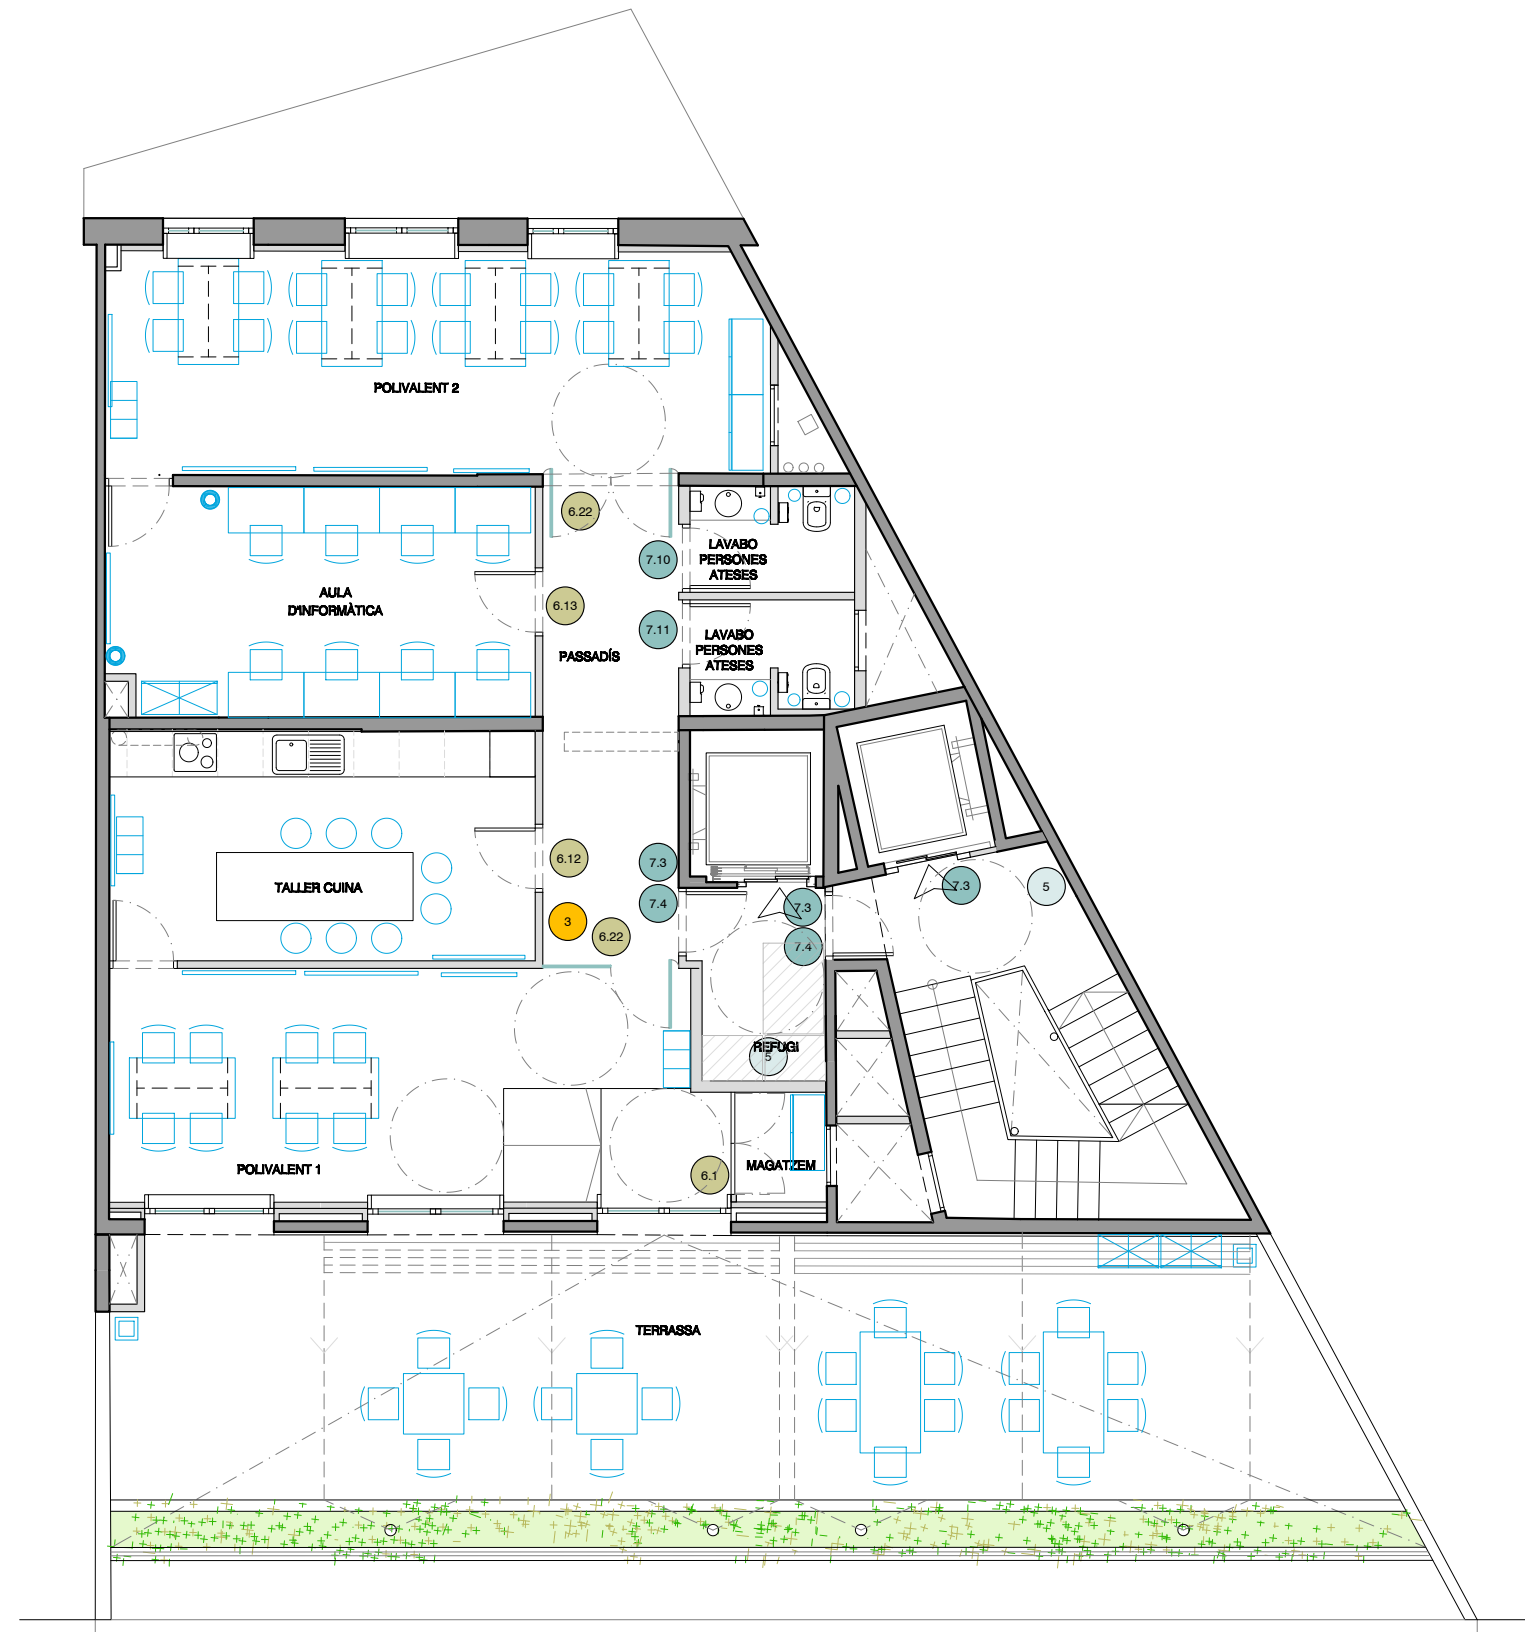 POLIVALENT 2
6.22
7.10
LAVABO
PERSONES
ATESES
AULA
D'INFORMÀTICA
6.13
7.11
LAVABO
PERSONES
ATESES
PASSADÍS
6.12
7.3
7.4
TALLER CUINA
3
6.22
7.3
7.4
7.3
5
REFUGI
5
POLIVALENT 1
6.1
MAGATZEM
TERRASSA